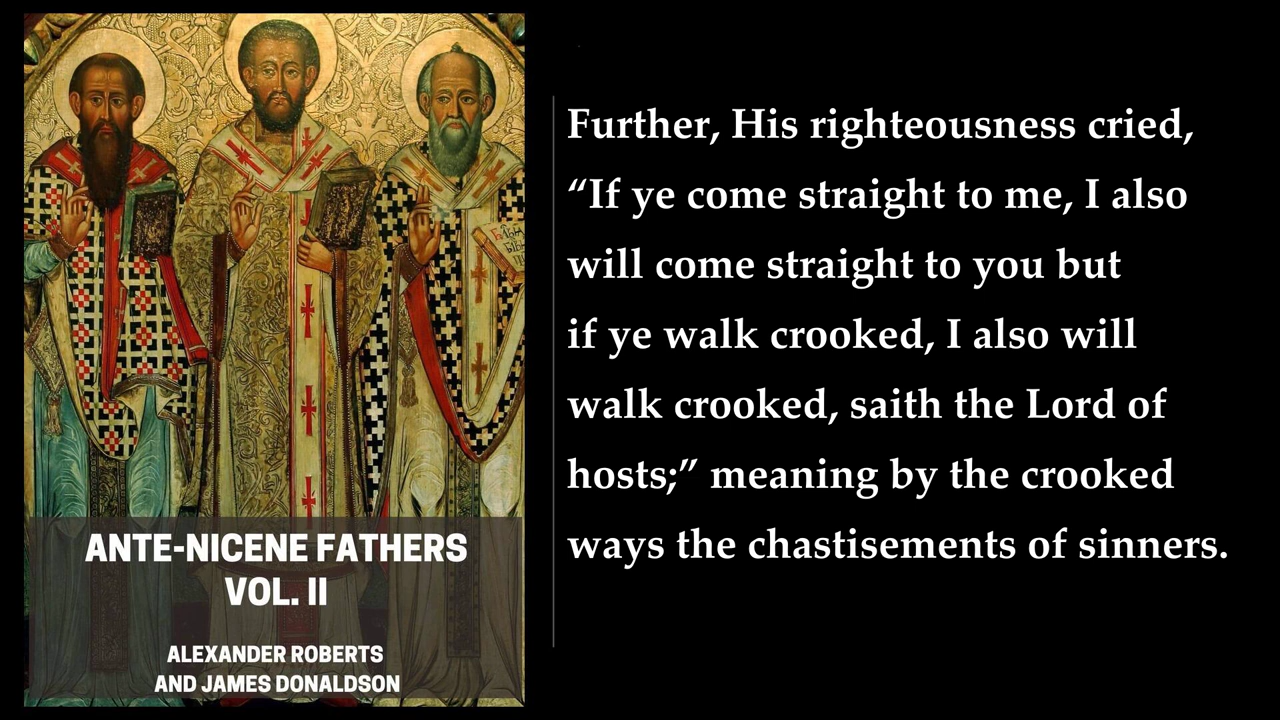 ANTE-NICENE FATHERS
VOL. II
ALEXANDER ROBERTS
AND JAMES DONALDSON
Further, His righteousness cried,
“If ye come straight to me, I also
will come straight to you but
if ye walk crooked, I also will
walk crooked, saith the Lord of
hosts;” meaning by the crooked
ways the chastisements of sinners.